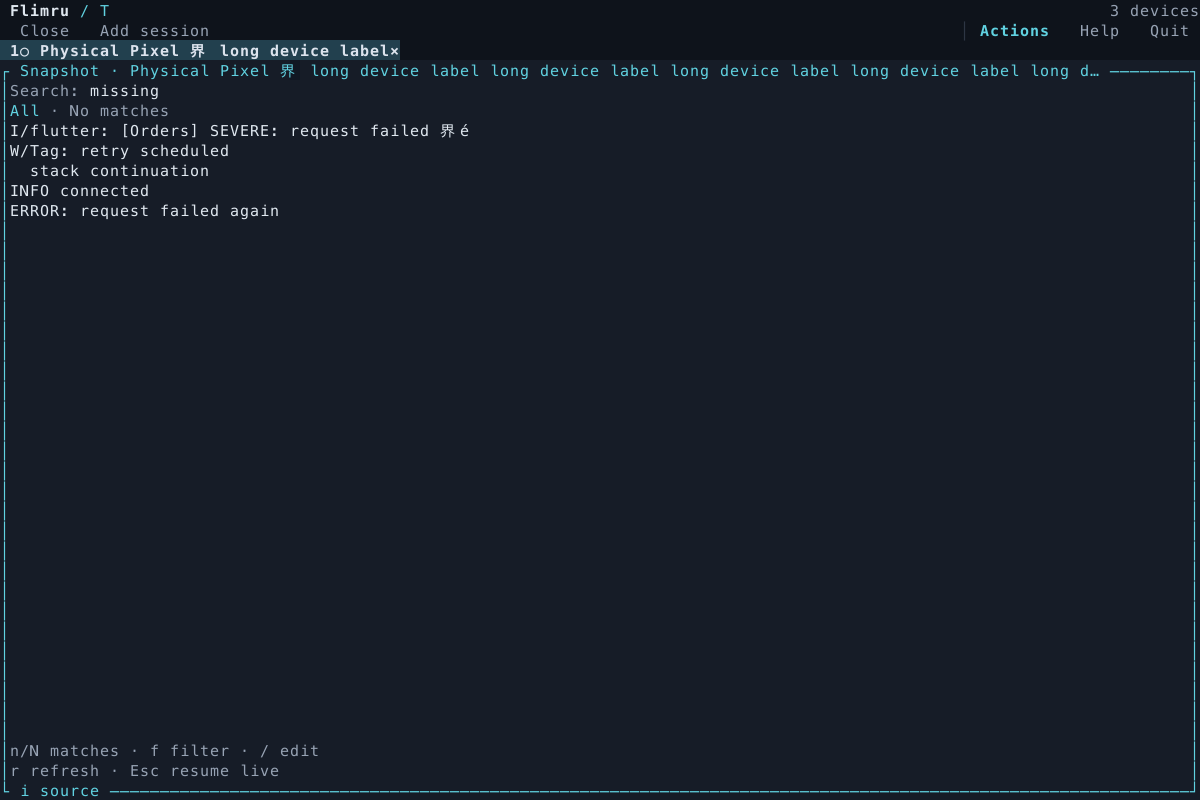 Flimru / T 3 devices
Close Add session Actions Help Quit
1○ Physical Pixel 界 long device label×
Snapshot · Physical Pixel 界 long device label long device label long device label long device label long d…
Search: missing
All · No matches
I/flutter: [Orders] SEVERE: request failed 界é
W/Tag: retry scheduled
  stack continuation
INFO connected
ERROR: request failed again
n/N matches · f filter · / edit
r refresh · Esc resume live
i source